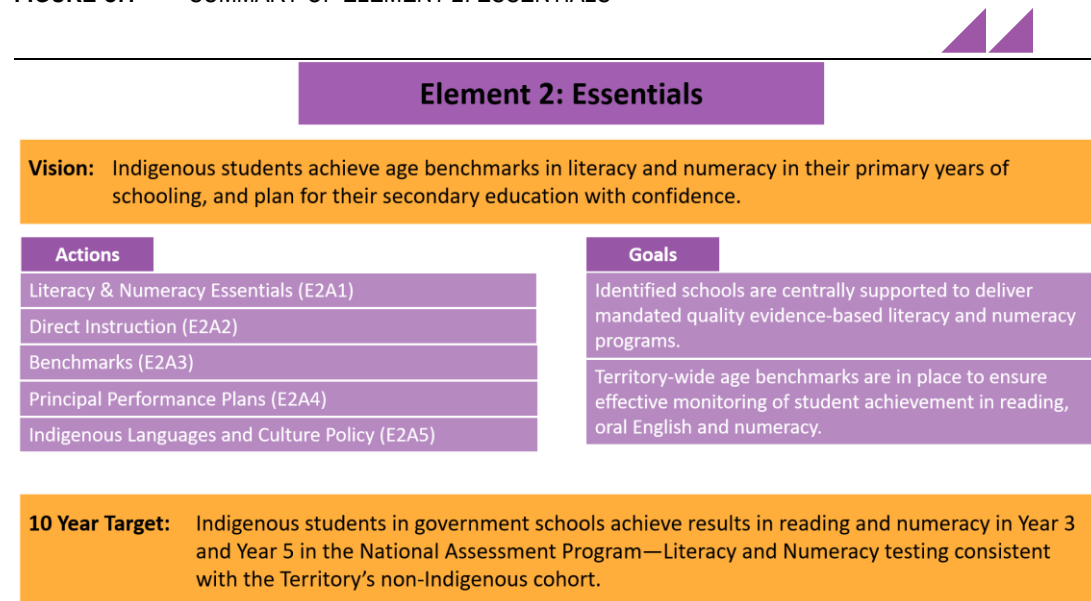 Element 2: Essentials
Vision: Indigenous students achieve age benchmarks in literacy and numeracy in their primary years of
schooling, and plan for their secondary education with confidence.
Actions
Literacy & Numeracy Essentials (E2A1)
Direct Instruction (E2A2)
Benchmarks (E2A3)
Principal Performance Plans (E2A4)
Indigenous Languages and Culture Policy (E2A5)
Goals
Identified schools are centrally supported to deliver
mandated quality evidence-based literacy and numeracy
programs.
Territory-wide age benchmarks are in place to ensure
effective monitoring of student achievement in reading,
oral English and numeracy.
10 Year Target: Indigenous students in government schools achieve results in reading and numeracy in Year 3
and Year 5 in the National Assessment Program—Literacy and Numeracy testing consistent
with the Territory's non-Indigenous cohort.